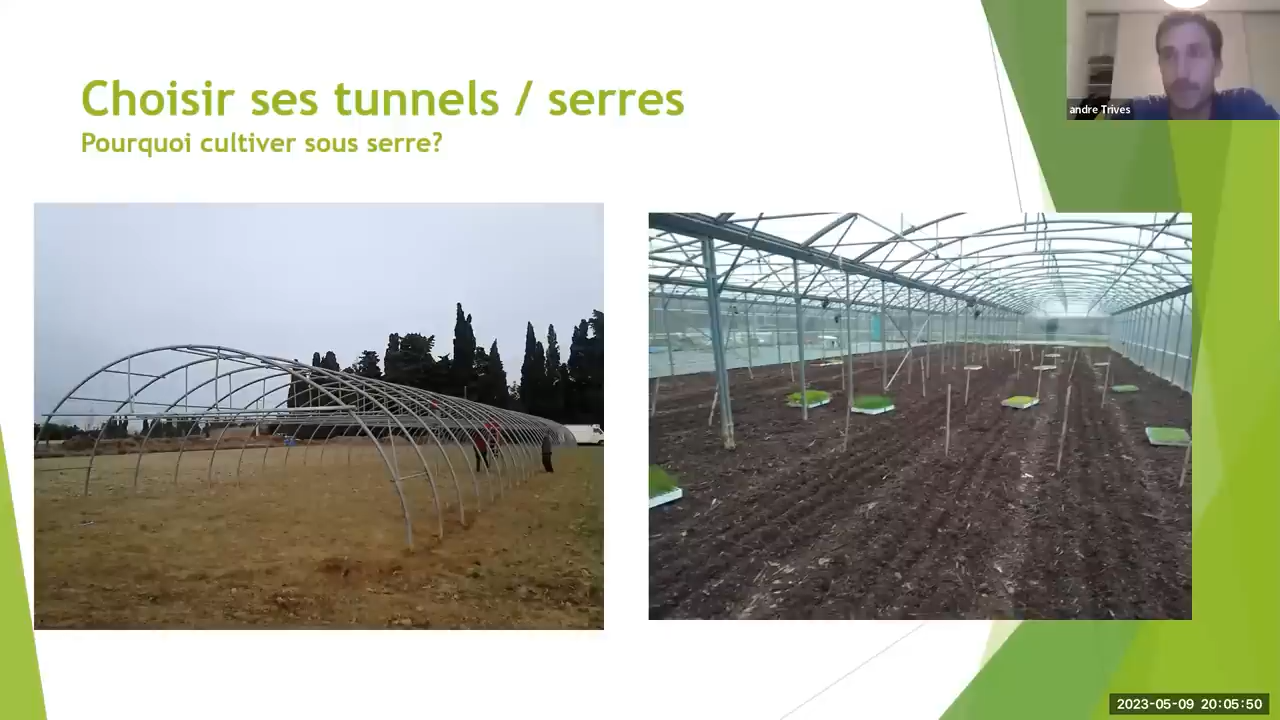 Choisir ses tunnels / serres
Pourquoi cultiver sous serre?
andre Trives
2023-05-09 20:05:50